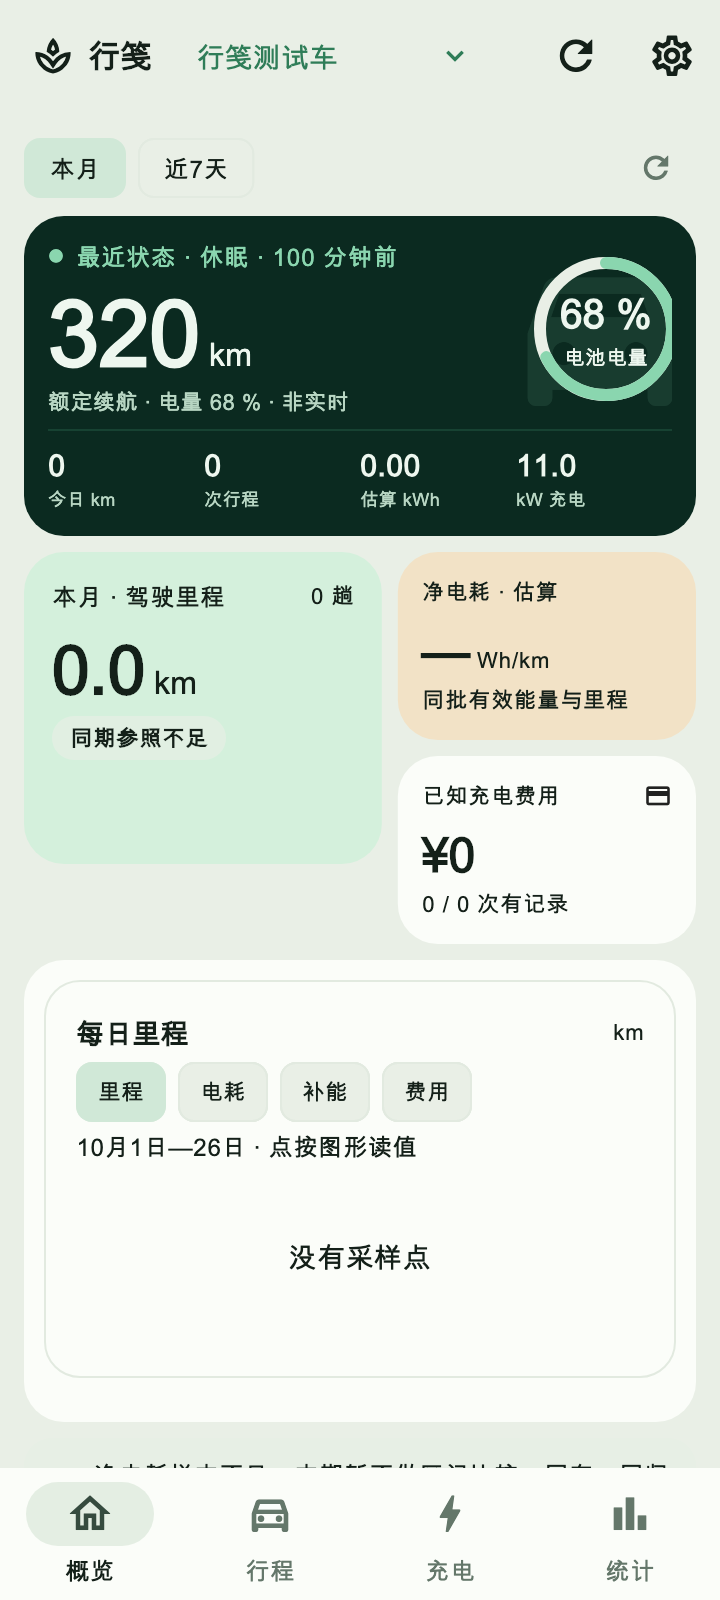 行笺 行笺测试车
本月 近7天
最近状态 · 休眠 · 100 分钟前
320 km
68 %
电池电量
额定续航 · 电量 68 % · 非实时
0 0 0.00 11.0
今日 km 次行程 估算 kWh kW 充电
本月 · 驾驶里程 0 趟
0.0 km
同期参照不足
净电耗 · 估算
— Wh/km
同批有效能量与里程
已知充电费用
¥0
0 / 0 次有记录
每日里程 km
里程 电耗 补能 费用
10月1日—26日 · 点按图形读值
没有采样点
概览 行程 充电 统计